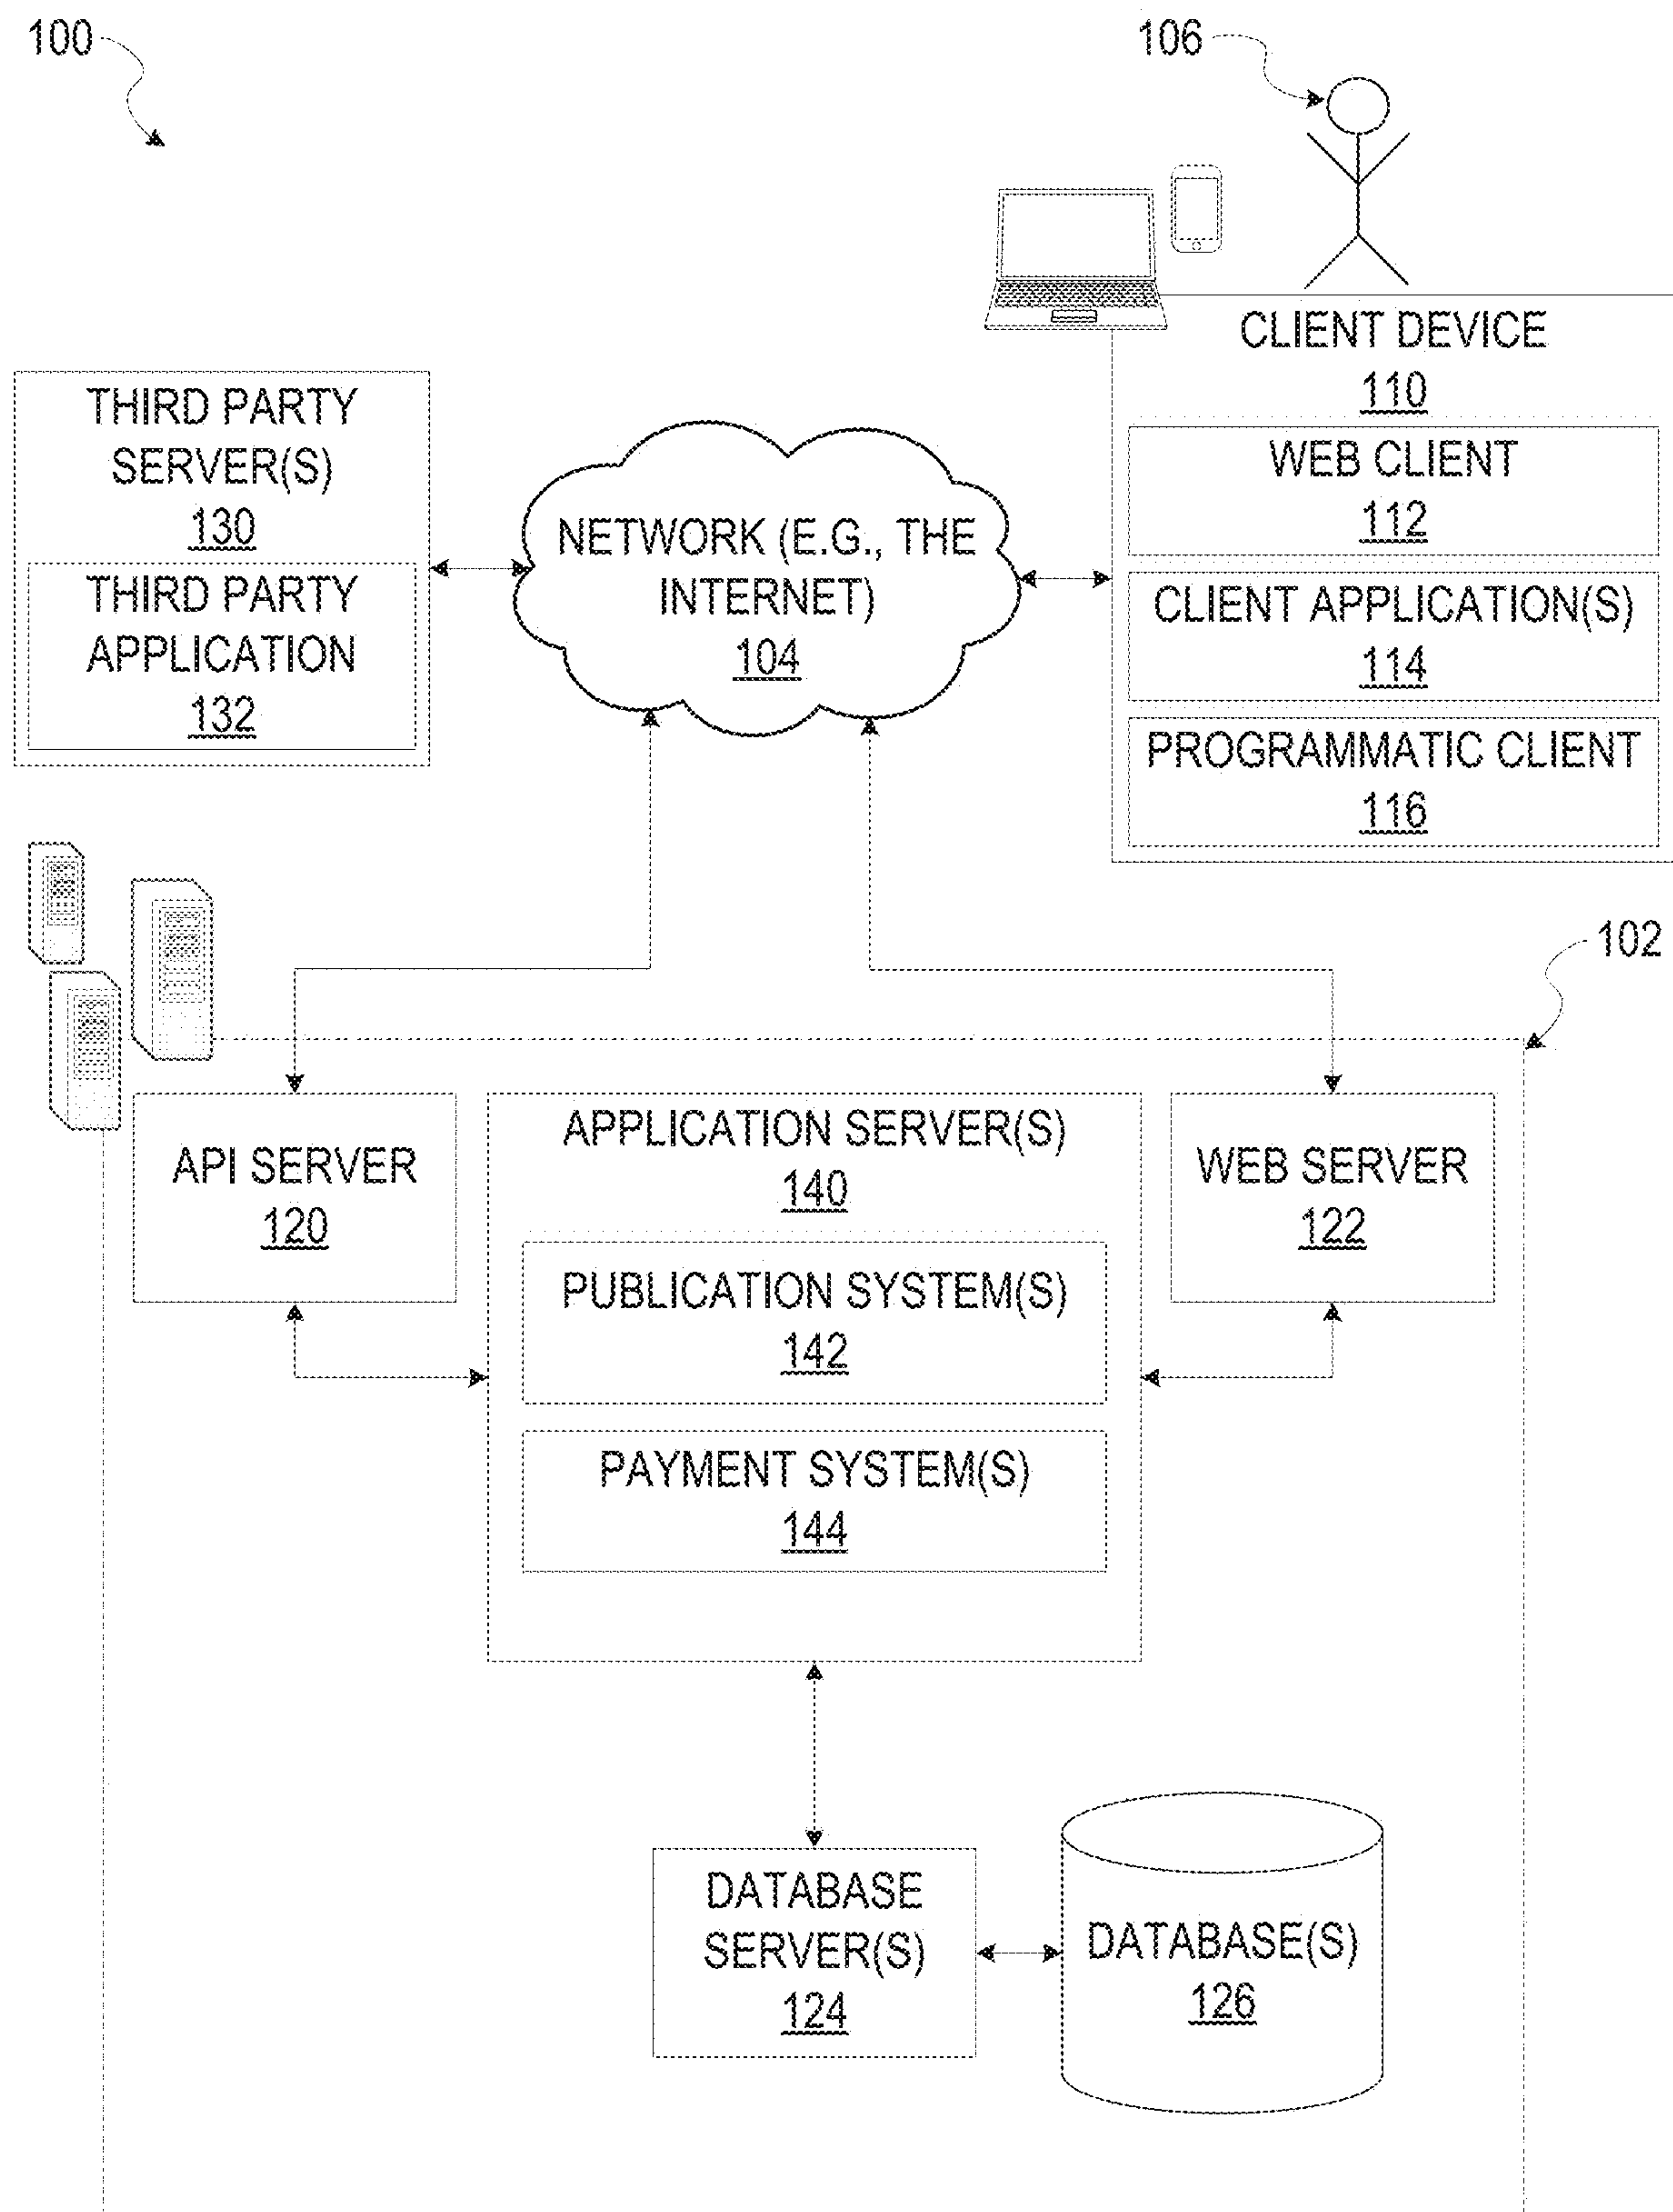 100
106
CLIENT DEVICE
110
WEB CLIENT
112
CLIENT APPLICATION(S)
114
PROGRAMMATIC CLIENT
116
THIRD PARTY
SERVER(S)
130
THIRD PARTY
APPLICATION
132
NETWORK (E.G., THE
INTERNET)
104
102
API SERVER
120
APPLICATION SERVER(S)
140
PUBLICATION SYSTEM(S)
142
PAYMENT SYSTEM(S)
144
WEB SERVER
122
DATABASE
SERVER(S)
124
DATABASE(S)
126